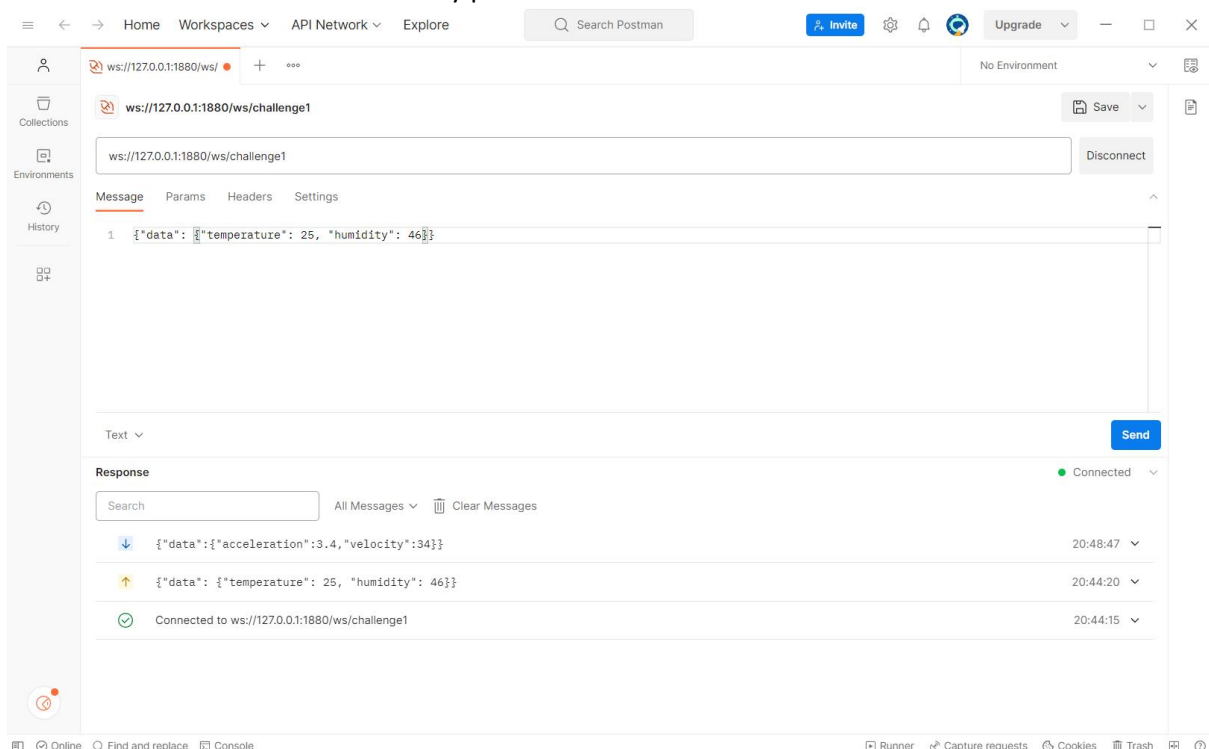 Home Workspaces API Network Explore Search Postman Invite Upgrade
ws://127.0.0.1:1880/ws/ No Environment
ws://127.0.0.1:1880/ws/challenge1 Save
Collections
ws://127.0.0.1:1880/ws/challenge1 Disconnect
Environments
Message Params Headers Settings
History
1 {"data": {"temperature": 25, "humidity": 46}}
Text Send
Response Connected
Search All Messages Clear Messages
{"data":{"acceleration":3.4,"velocity":34}} 20:48:47
{"data": {"temperature": 25, "humidity": 46}} 20:44:20
Connected to ws://127.0.0.1:1880/ws/challenge1 20:44:15
Online Find and replace Console Runner Capture requests Cookies Trash